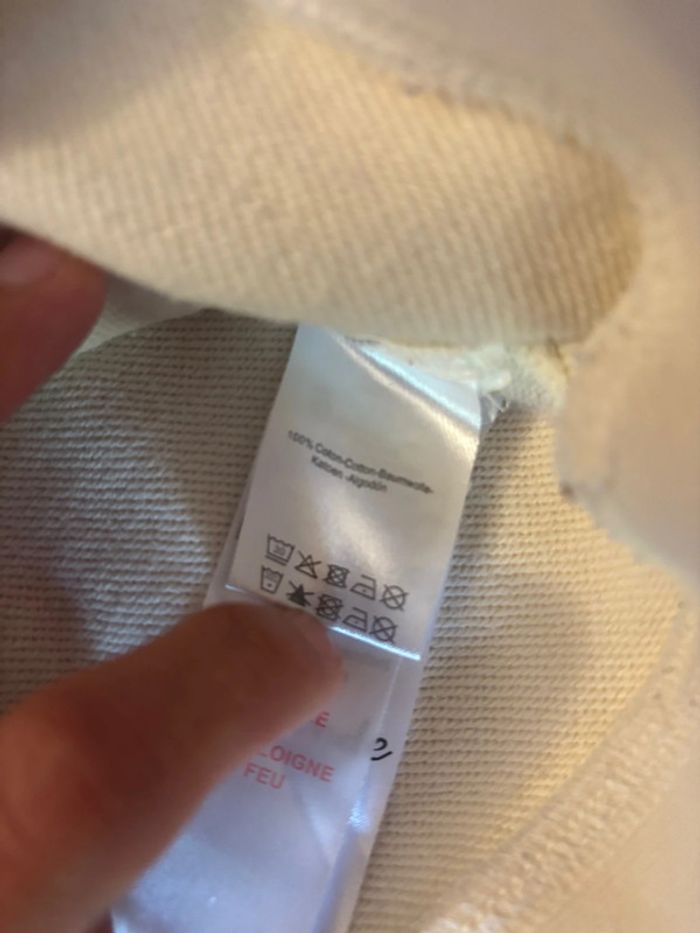 100% Coton-Cotton-Baumwolle-
Katoen -Algodón
LOIGNE
FEU